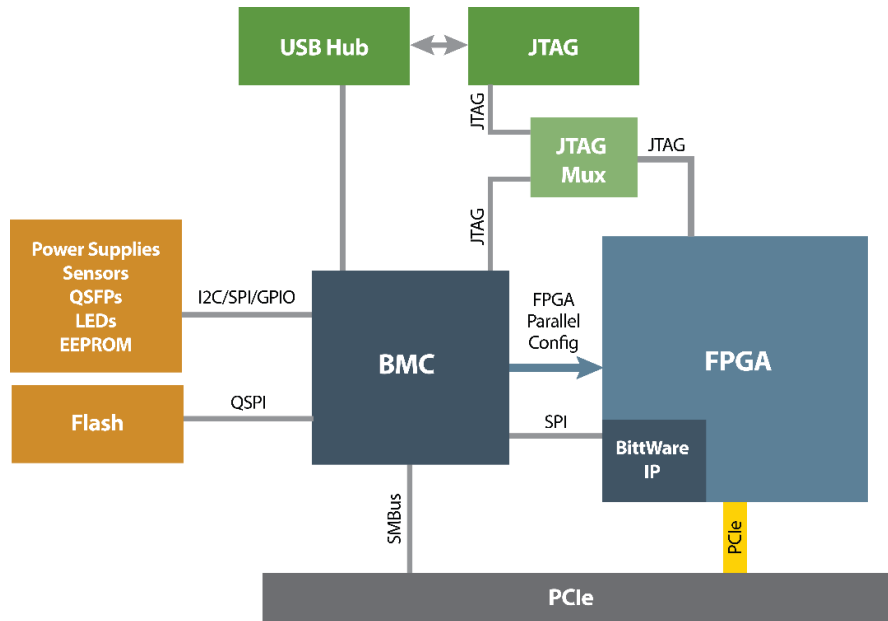 USB Hub
JTAG
JTAG
JTAG
Mux
JTAG
JTAG
Power Supplies
Sensors
QSFPs
LEDs
EEPROM
I2C/SPI/GPIO
BMC
FPGA
Parallel
Config
FPGA
Flash
QSPI
SPI
BittWare
IP
SMBus
PCIe
PCIe